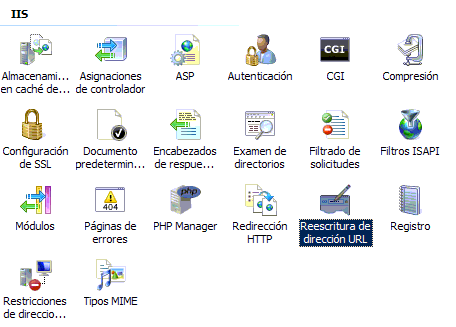 IIS
Almacenami...
en caché de...
Asignaciones
de controlador
ASP
Autenticación
CGI
CGI
Compresión
Configuración
de SSL
Documento
predetermin...
Encabezados
de respue...
Examen de
directorios
Filtrado de
solicitudes
Filtros ISAPI
Módulos
404
Páginas de
errores
php
PHP Manager
Redirección
HTTP
Reescritura de
dirección URL
Registro
Restricciones
de direccio...
Tipos MIME